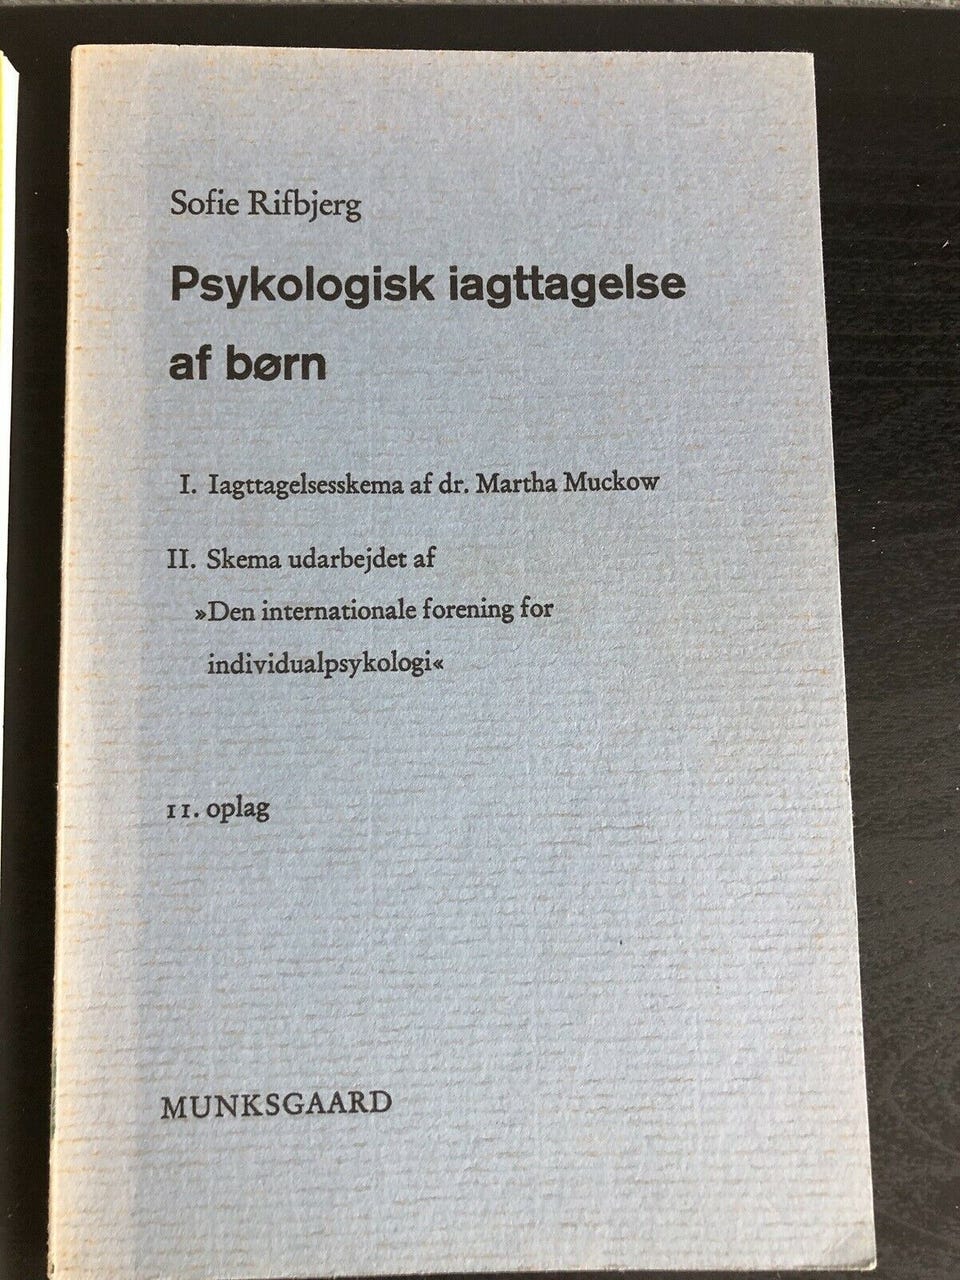 Sofie Rifbjerg
Psykologisk iagttagelse
af børn
I. Iagttagelsesskema af dr. Martha Muckow
II. Skema udarbejdet af
»Den internationale forening for
individualpsykologi«
11. oplag
MUNKSGAARD